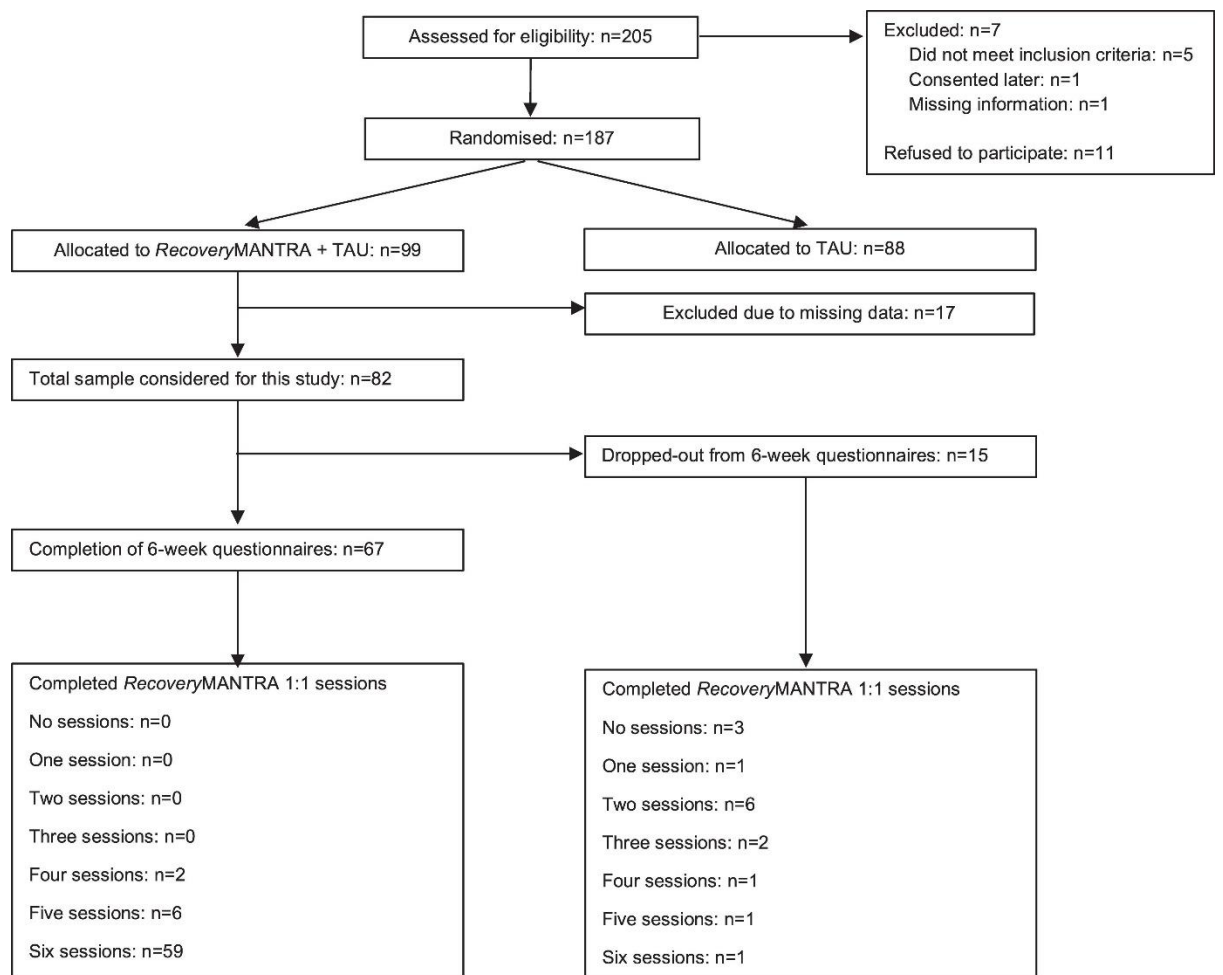 Assessed for eligibility: n=205
Excluded: n=7
Did not meet inclusion criteria: n=5
Consented later: n=1
Missing information: n=1
Refused to participate: n=11
Randomised: n=187
Allocated to RecoveryMANTRA + TAU: n=99
Allocated to TAU: n=88
Excluded due to missing data: n=17
Total sample considered for this study: n=82
Dropped-out from 6-week questionnaires: n=15
Completion of 6-week questionnaires: n=67
Completed RecoveryMANTRA 1:1 sessions
No sessions: n=0
One session: n=0
Two sessions: n=0
Three sessions: n=0
Four sessions: n=2
Five sessions: n=6
Six sessions: n=59
Completed RecoveryMANTRA 1:1 sessions
No sessions: n=3
One session: n=1
Two sessions: n=6
Three sessions: n=2
Four sessions: n=1
Five sessions: n=1
Six sessions: n=1